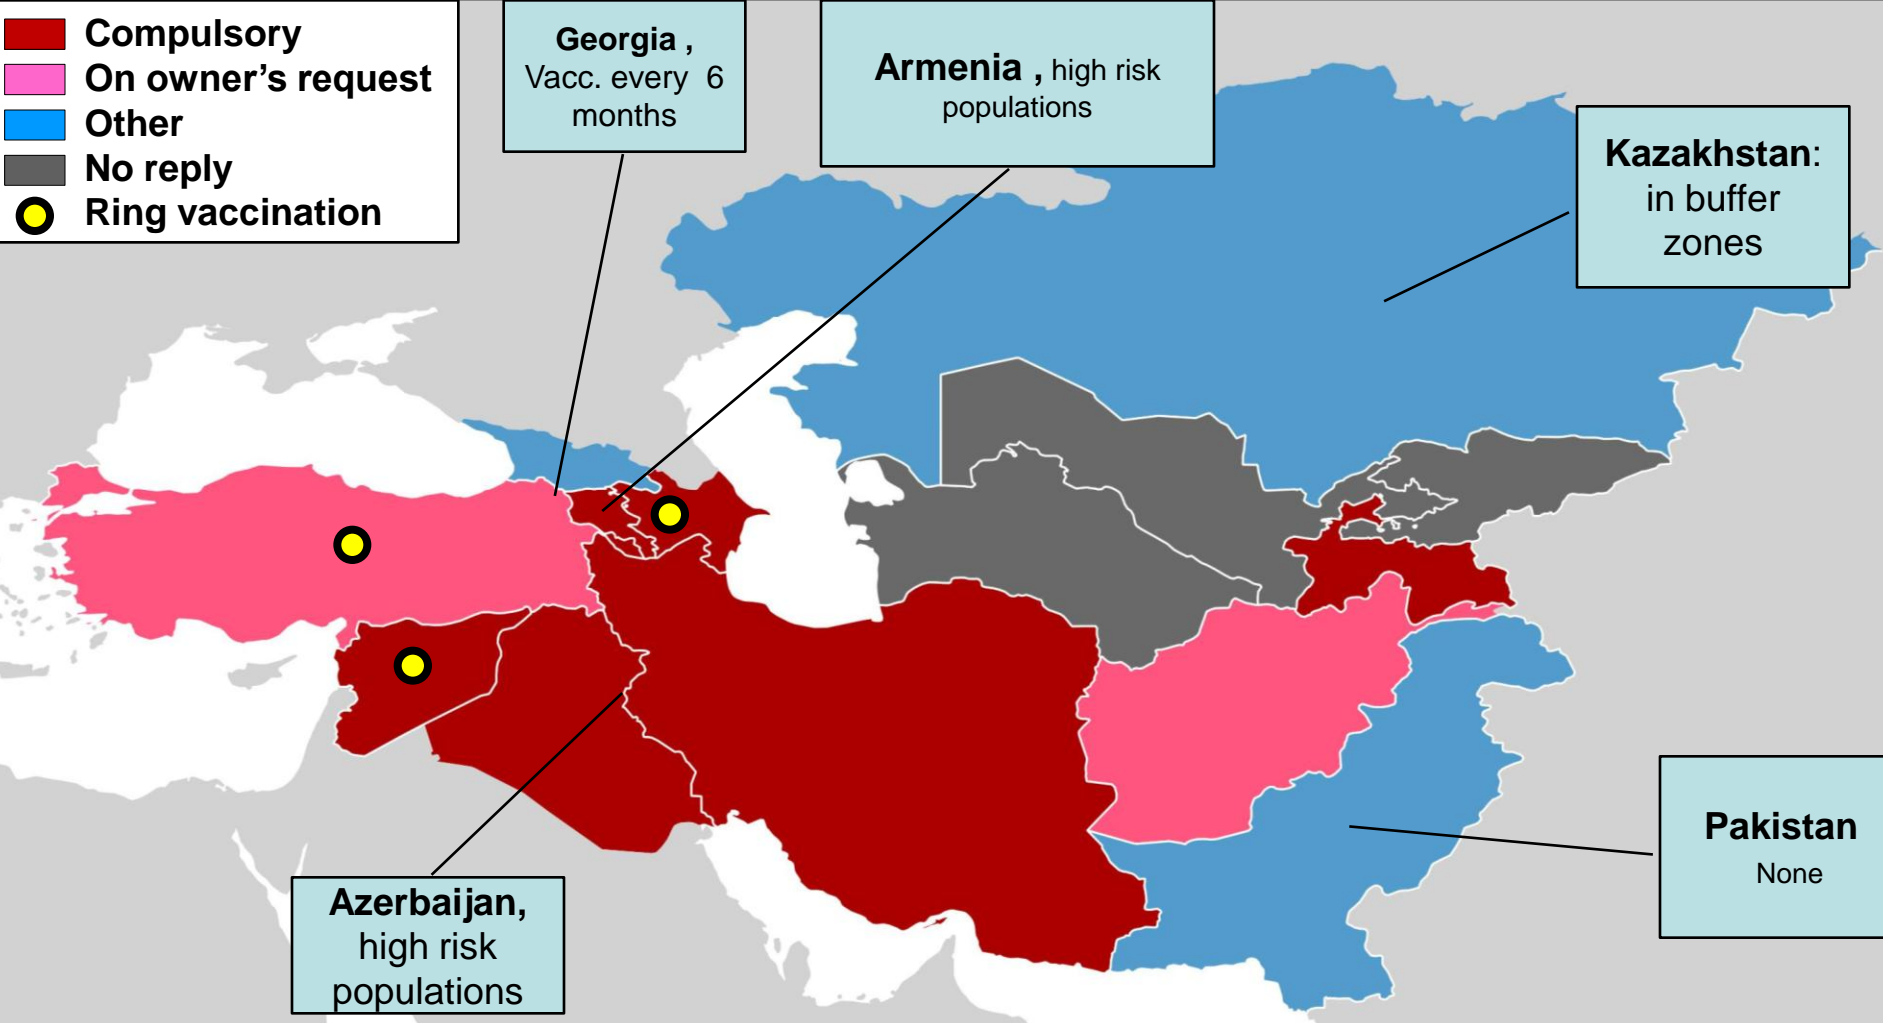 Compulsory
On owner's request
Other
No reply
Ring vaccination
Georgia ,
Vacc. every 6
months
Armenia , high risk
populations
Kazakhstan:
in buffer
zones
Azerbaijan,
high risk
populations
Pakistan
None